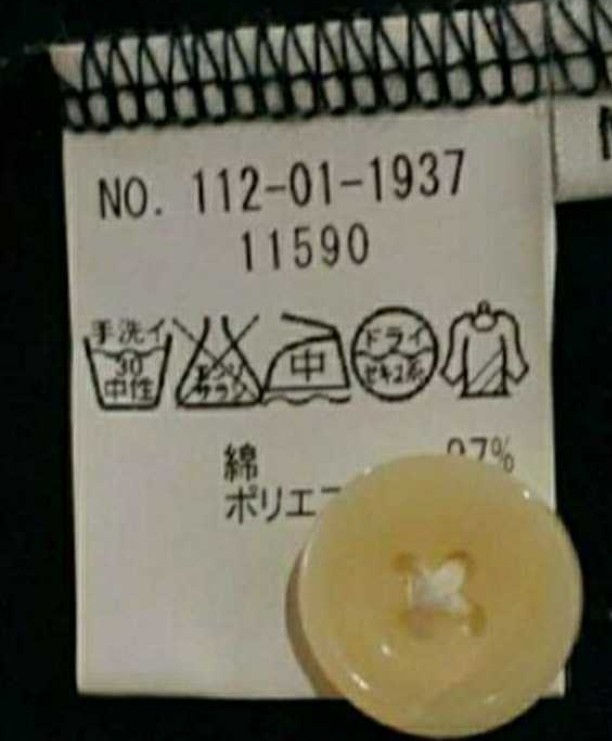 NO. 112-01-1937
11590
手洗イ
30
中性
エンソ
サラシ
中
ドライ
セキユ系
綿
ポリエ